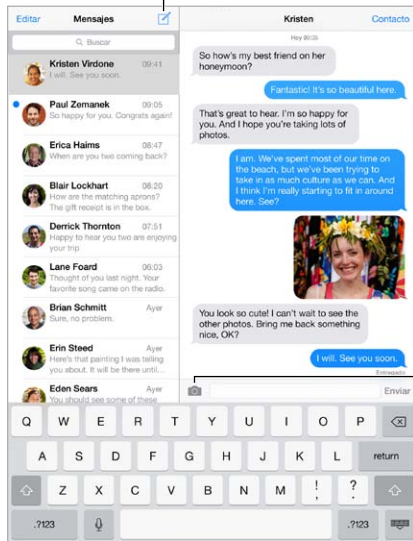 Editar Mensajes
Buscar
Kristen Virdone 09:41
I will. See you soon.
Paul Zemanek 09:05
So happy for you. Congrats again!
Erica Haims 08:47
When are you two coming back?
Blair Lockhart 08:20
How are the matching aprons?
The gift receipt is in the box.
Derrick Thornton 07:51
Happy to hear you two are enjoying
your trip.
Lane Foard 06:03
Thought of you last night. Your
favorite song came on the radio.
Brian Schmitt Ayer
Sure, no problem.
Erin Steed Ayer
Here's that painting I was telling
you about. It will be there until...
Eden Sears Ayer
You should see some of these
Kristen Contacto
Hoy 09:35
So how's my best friend on her
honeymoon?
Fantastic! It's so beautiful here.
That's great to hear. I'm so happy for
you. And I hope you're taking lots of
photos.
I am. We've spent most of our time on
the beach, but we've been trying to
take in as much culture as we can. And
I think I'm really starting to fit in around
here. See?
You look so cute! I can't wait to see the
other photos. Bring me back something
nice, OK?
I will. See you soon.
Entregado
Enviar
Q W E R T Y U I O P
A S D F G H J K L return
Z X C V B N M ! , ? .
.?123 .?123